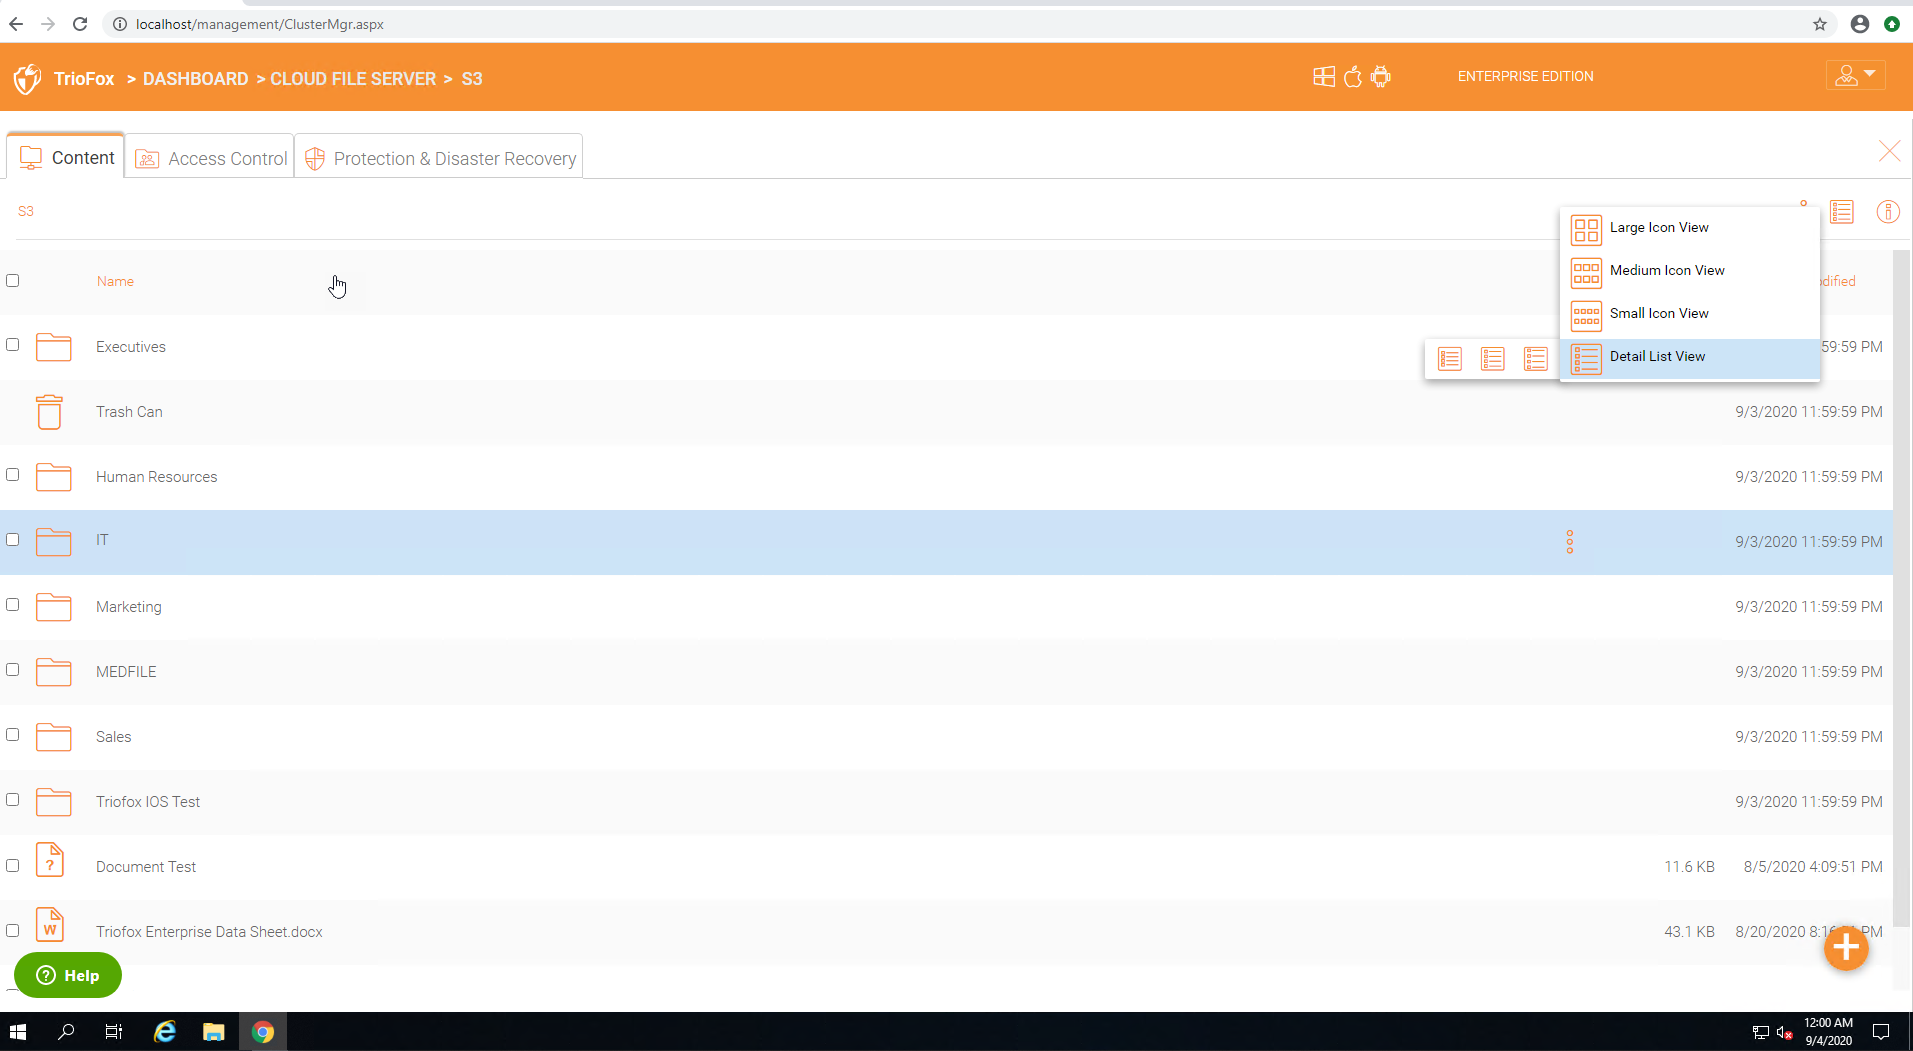 localhost/management/ClusterMgr.aspx
TrioFox > DASHBOARD > CLOUD FILE SERVER > S3
ENTERPRISE EDITION
Content
Access Control
Protection & Disaster Recovery
S3
Large Icon View
Medium Icon View
Small Icon View
Detail List View
Name
dified
Executives
59:59 PM
Trash Can
9/3/2020 11:59:59 PM
Human Resources
9/3/2020 11:59:59 PM
IT
9/3/2020 11:59:59 PM
Marketing
9/3/2020 11:59:59 PM
MEDFILE
9/3/2020 11:59:59 PM
Sales
9/3/2020 11:59:59 PM
Triofox IOS Test
9/3/2020 11:59:59 PM
?
Document Test
11.6 KB
8/5/2020 4:09:51 PM
W
Triofox Enterprise Data Sheet.docx
43.1 KB
8/20/2020 8:16 PM
? Help
12:00 AM
9/4/2020